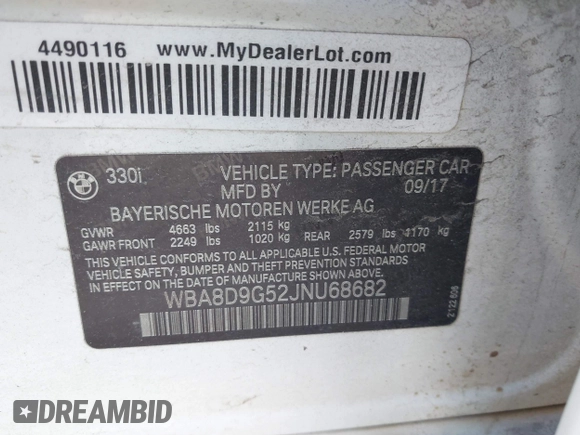 4490116 www.MyDealerLot.com
BMW
330i VEHICLE TYPE: PASSENGER CAR
MFD BY 09/17
BAYERISCHE MOTOREN WERKE AG
GVWR 4663 lbs 2115 kg
GAWR FRONT 2249 lbs 1020 kg REAR 2579 lbs 1170 kg
THIS VEHICLE CONFORMS TO ALL APPLICABLE U.S. FEDERAL MOTOR
VEHICLE SAFETY, BUMPER AND THEFT PREVENTION STANDARDS IN
EFFECT ON THE DATE OF MANUFACTURE SHOWN ABOVE.
WBA8D9G52JNU68682
2122 606
DREAMBID